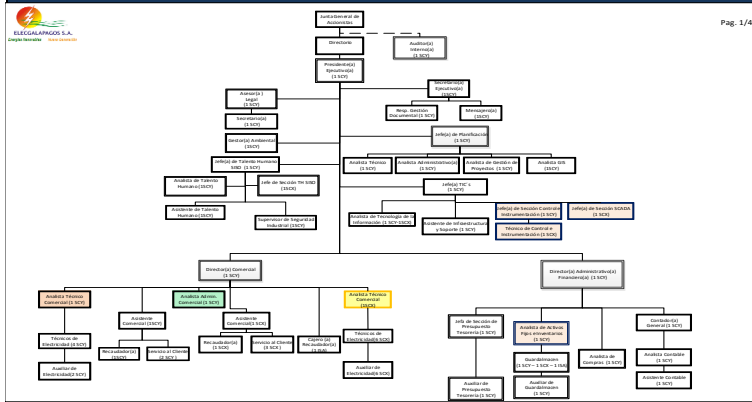 ELECGALAPAGOS S.A.
Pag. 1/4
Junta General de
Accionistas
Directorio
Auditor(a)
Interno(a)
(1 SCY)
Presidente(a)
Ejecutivo(a)
(1 SCY)
Secretario(a)
Ejecutivo(a)
(1SCY)
Asesor(a)
Legal
(1 SCY)
Resp. Gestión
Documental (1 SCY)
Mensajero(a)
(1SCY)
Secretaria(a)
(1 SCY)
Gestor(a) Ambiental
(1SCY)
Jefe(a) de Planificación
(1 SCY)
Jefe(a) de Talento Humano
SISO (1 SCY)
Analista Técnico
(1 SCY)
Analista Administrativo(a)
(1 SCY)
Analista de Gestión de
Proyectos (1 SCY)
Analista SIG
(1SCY)
Analista de Talento
Humano (1SCY)
Jefe de Sección TH SISO
(1SCX)
Jefe(a) TIC s
(1 SCY)
Asistente de Talento
Humano (1SCY)
Supervisor de Seguridad
Industrial (1SCY)
Analista de Tecnología de la
Información (1 SCY-1SCX)
Asistente de Infraestructura
y Soporte (1 SCY)
Jefe(a) de Sección Control e
Instrumentación (1 SCY)
Jefe(a) de Sección SCADA
(1 SCX)
Técnico de Control e
Instrumentación (1 SCX)
Director(a) Comercial
(1 SCY)
Director(a) Administrativo(a)
Financiero(a) (1 SCY)
Analista Técnico
Comercial (1 SCY)
Analista Admin.
Comercial (1 SCY)
Analista Técnico
Comercial
(1SCX)
Asistente
Comercial (1SCY)
Asistente
Comercial (1 SCX)
Cajero(a)
Recaudador(a)
(1 ISA)
Técnicos de
Electricidad (4 SCY)
Recaudador(a)
(1SCY)
Servicio al Cliente
(2 SCY)
Recaudador(a)
(1 SCX)
Servicio al Cliente
(3 SCX)
Técnicos de
Electricidad(6 SCX)
Auxiliar de
Electricidad(2 SCY)
Auxiliar de
Electricidad(6 SCX)
Jefa de Sección de
Presupuesto
Tesorería (1 SCY)
Analista de Activos
Fijos e Inventarios
(1 SCY)
Contador(a)
General (1 SCY)
Guardalmacen
(1 SCY – 1 SCX – 1 ISA)
Analista de
Compras (1 SCY)
Analista Contable
(1 SCY)
Auxiliar de
Presupuesto
Tesorería (1 SCY)
Auxiliar de
Guardalmacen
(1 SCY)
Asistente Contable
(1 SCY)